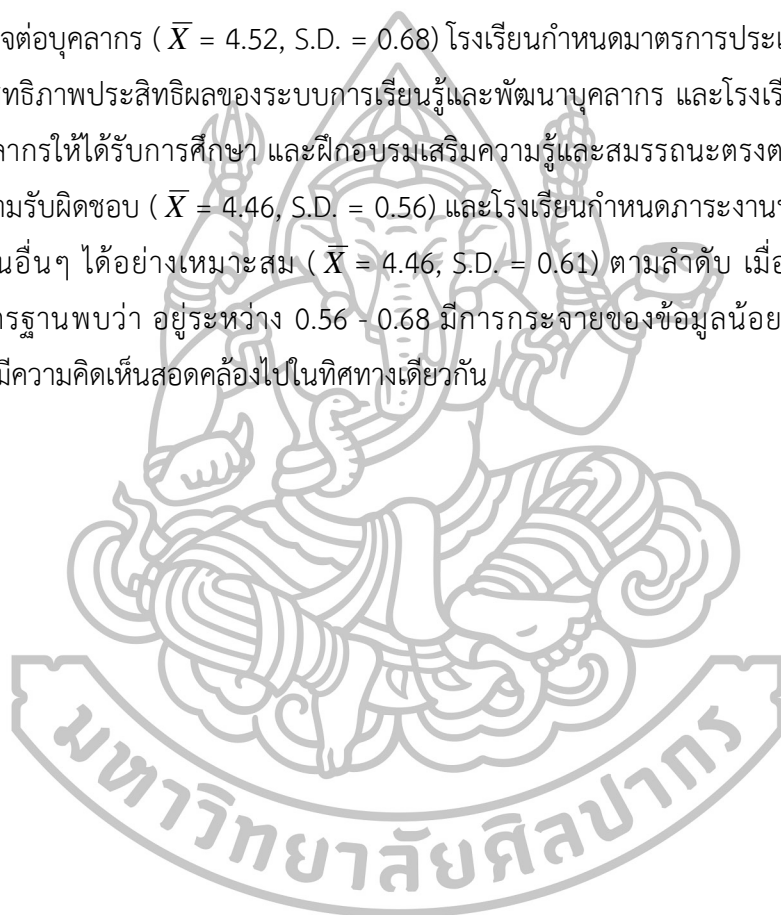 จต่อบุคลากร ( X̅ = 4.52, S.D. = 0.68) โรงเรียนกำหนดมาตรการประเ
ทธิภาพประสิทธิผลของระบบการเรียนรู้และพัฒนาบุคลากร และโรงเรี
ลากรให้ได้รับการศึกษา และฝึกอบรมเสริมความรู้และสมรรถนะตรงต
ามรับผิดชอบ ( X̅ = 4.46, S.D. = 0.56) และโรงเรียนกำหนดภาระงาน
นอื่นๆ ได้อย่างเหมาะสม ( X̅ = 4.46, S.D. = 0.61) ตามลำดับ เมื่อ
ารฐานพบว่า อยู่ระหว่าง 0.56 - 0.68 มีการกระจายของข้อมูลน้อย
มีความคิดเห็นสอดคล้องไปในทิศทางเดียวกัน
มหาวิทยาลัยศิลปากร